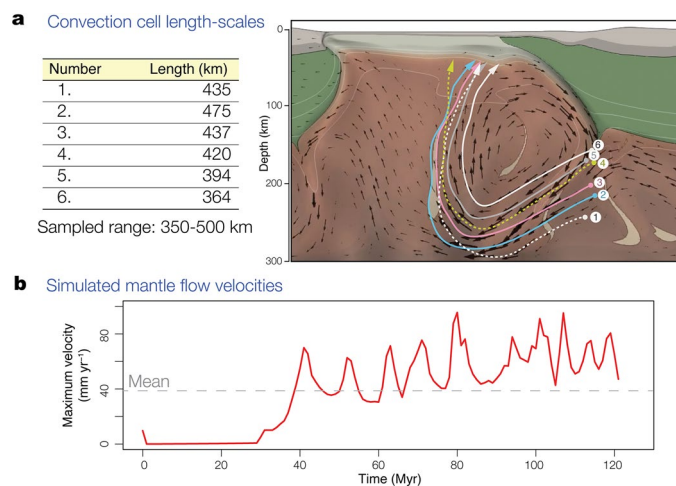 a Convection cell length-scales
Number Length (km)
1. 435
2. 475
3. 437
4. 420
5. 394
6. 364
Sampled range: 350-500 km
Depth (km)
0
100
200
300
6
5
4
3
2
1
b Simulated mantle flow velocities
Maximum velocity
(mm yr⁻¹)
80
40
0
Mean
0 20 40 60 80 100 120
Time (Myr)